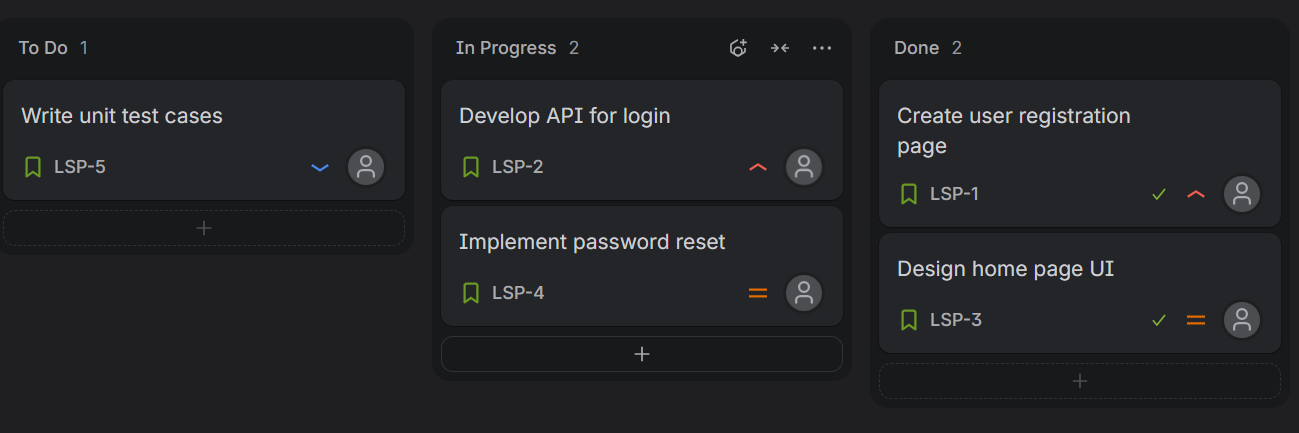 To Do 1
Write unit test cases
LSP-5
In Progress 2
Develop API for login
LSP-2
Implement password reset
LSP-4
Done 2
Create user registration
page
LSP-1
Design home page UI
LSP-3